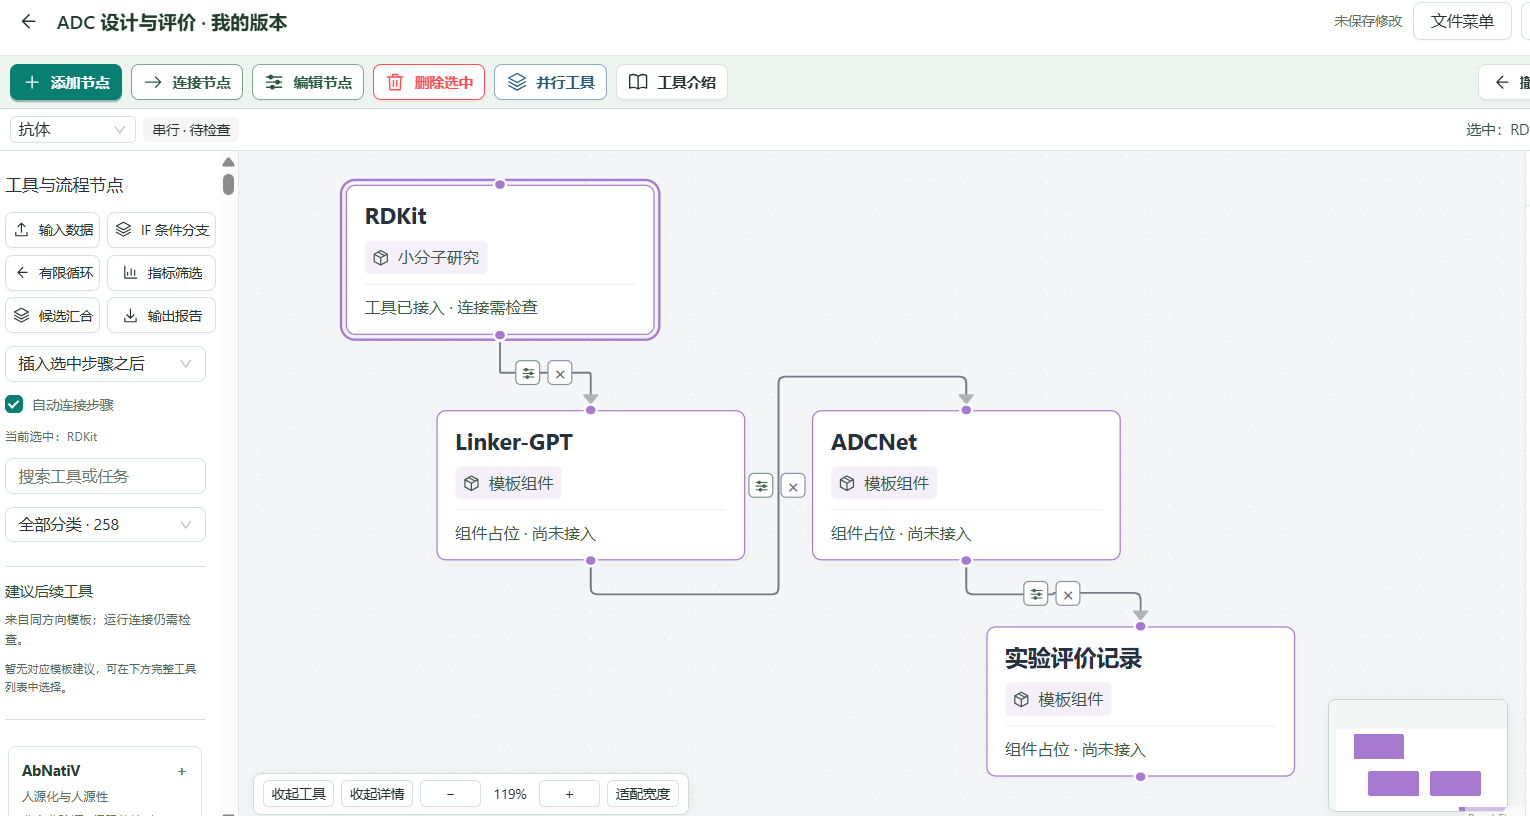 ADC 设计与评价 · 我的版本
未保存修改
文件菜单
添加节点
连接节点
编辑节点
删除选中
并行工具
工具介绍
抗体
串行 · 待检查
选中：RD
工具与流程节点
输入数据
IF 条件分支
有限循环
指标筛选
候选汇合
输出报告
插入选中步骤之后
自动连接步骤
当前选中：RDKit
搜索工具或任务
全部分类 · 258
建议后续工具
来自同方向模板；运行连接仍需检
查。
暂无对应模板建议，可在下方完整工具
列表中选择。
AbNatiV
+
人源化与人源性
RDKit
小分子研究
工具已接入 · 连接需检查
Linker-GPT
模板组件
组件占位 · 尚未接入
ADCNet
模板组件
组件占位 · 尚未接入
实验评价记录
模板组件
组件占位 · 尚未接入
收起工具
收起详情
−
119%
+
适配宽度